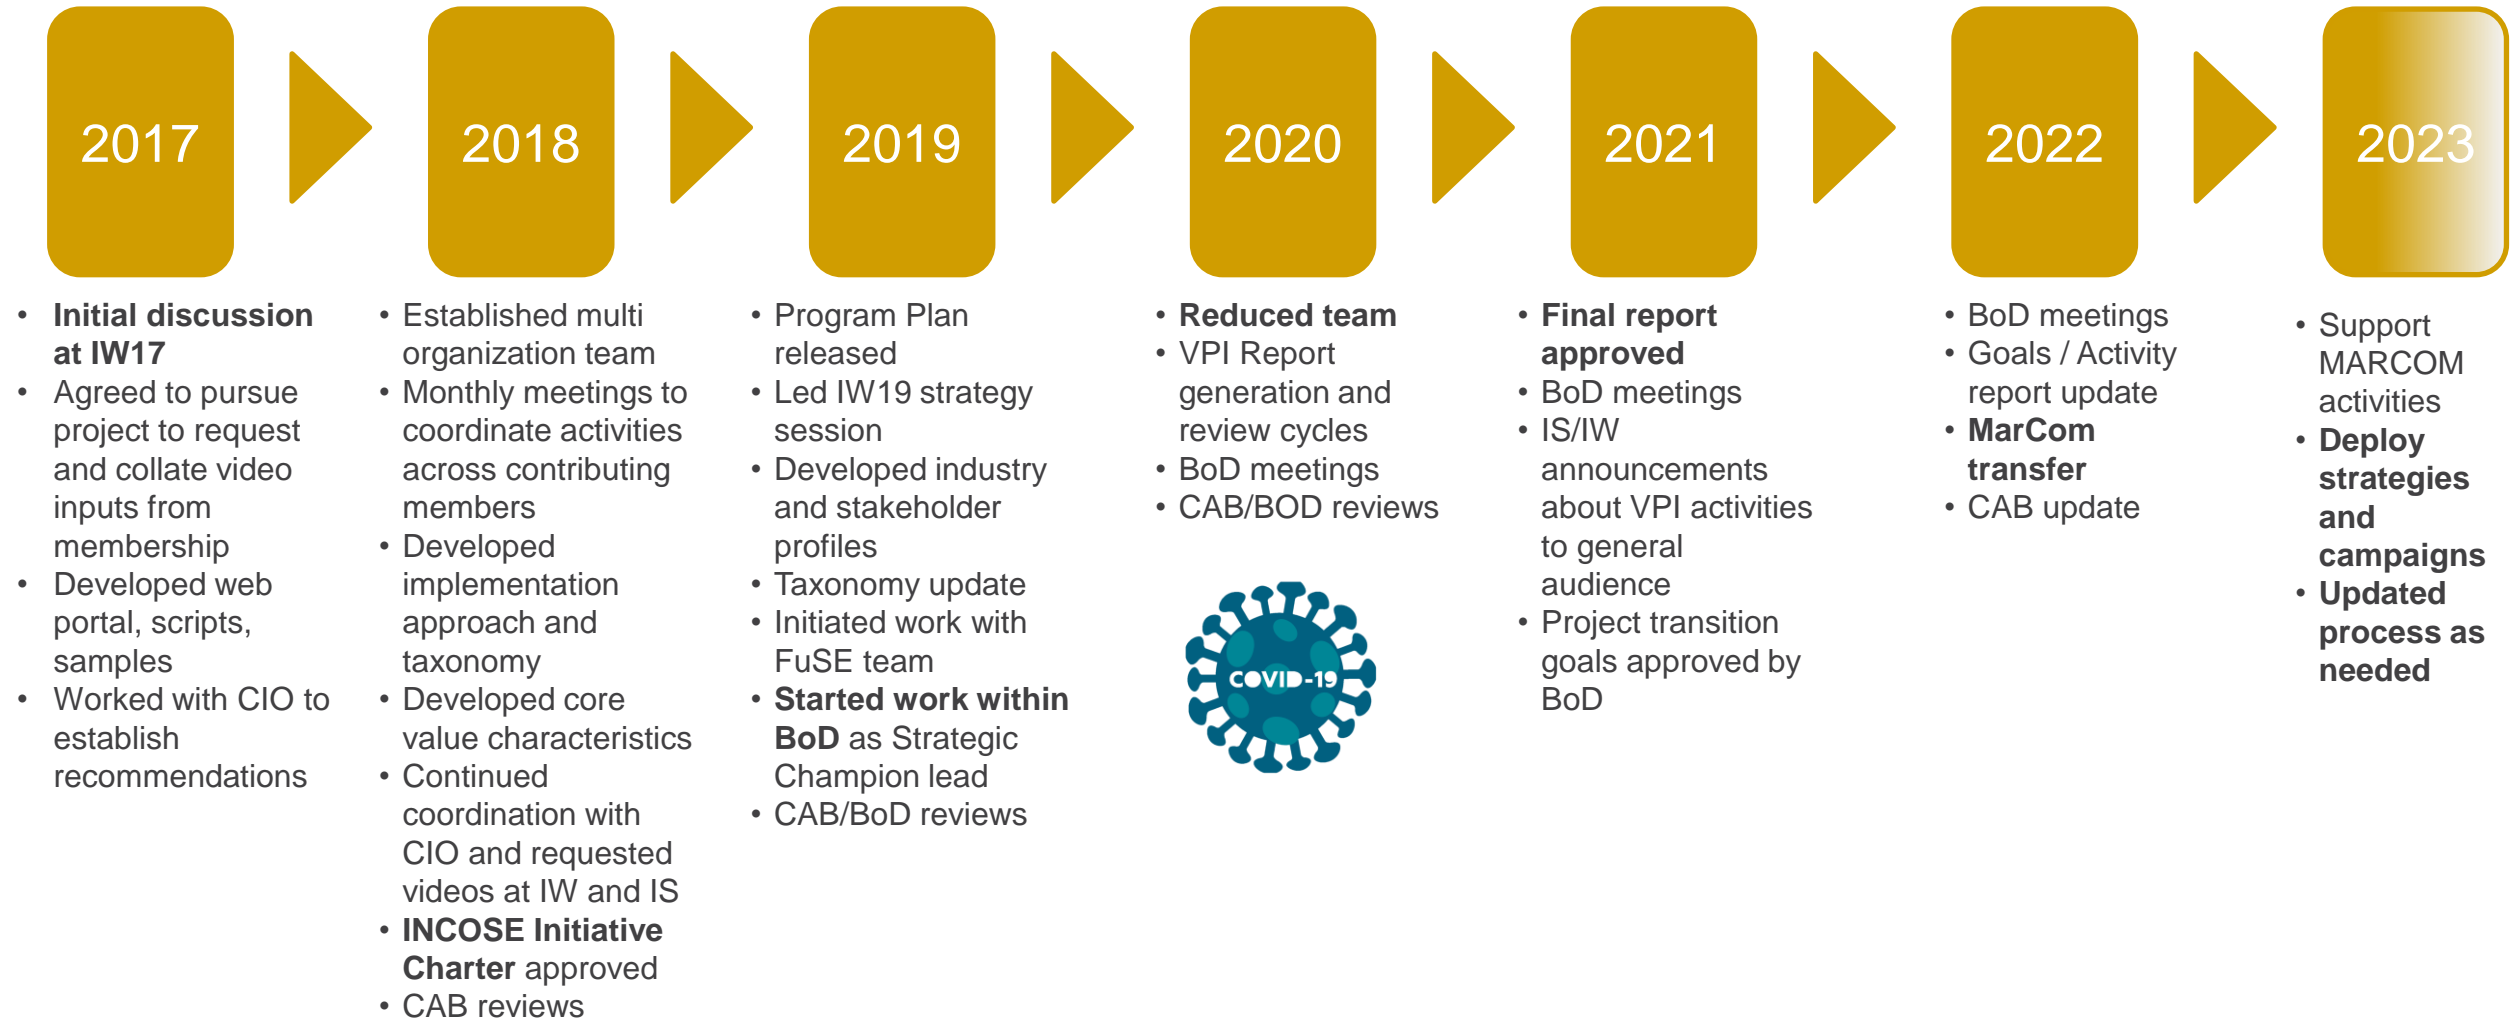 2017
2018
2019
2020
2021
2022
2023
• Initial discussion
at IW17
• Agreed to pursue
project to request
and collate video
inputs from
membership
• Developed web
portal, scripts,
samples
• Worked with CIO to
establish
recommendations
• Established multi
organization team
• Monthly meetings to
coordinate activities
across contributing
members
• Developed
implementation
approach and
taxonomy
• Developed core
value characteristics
• Continued
coordination with
CIO and requested
videos at IW and IS
• INCOSE Initiative
Charter approved
• CAB reviews
• Program Plan
released
• Led IW19 strategy
session
• Developed industry
and stakeholder
profiles
• Taxonomy update
• Initiated work with
FuSE team
• Started work within
BoD as Strategic
Champion lead
• CAB/BoD reviews
• Reduced team
• VPI Report
generation and
review cycles
• BoD meetings
• CAB/BOD reviews
COVID-19
• Final report
approved
• BoD meetings
• IS/IW
announcements
about VPI activities
to general
audience
• Project transition
goals approved by
BoD
• BoD meetings
• Goals / Activity
report update
• MarCom
transfer
• CAB update
• Support
MARCOM
activities
• Deploy
strategies
and
campaigns
• Updated
process as
needed